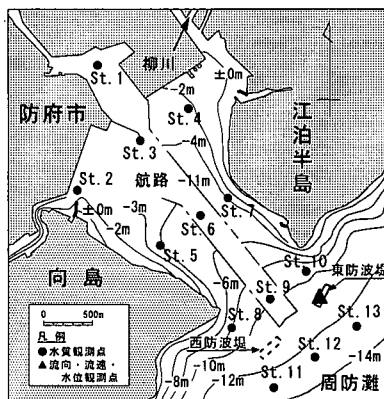 柳川
±0m
St. 1
-2m
St. 4
防府市
江泊半島
-4m
St. 3
航路
-11m
St. 2
St. 7
-3m
±0m
-2m
St. 6
St. 10
St. 5
東防波堤
-6m
St. 9
向島
St. 13
St. 8
0 500m
凡例
●水質観測点
▲流向・流速・
水位観測点
西防波堤
St. 12
-14m
-10m
-8m
-12m
St. 11
周防灘